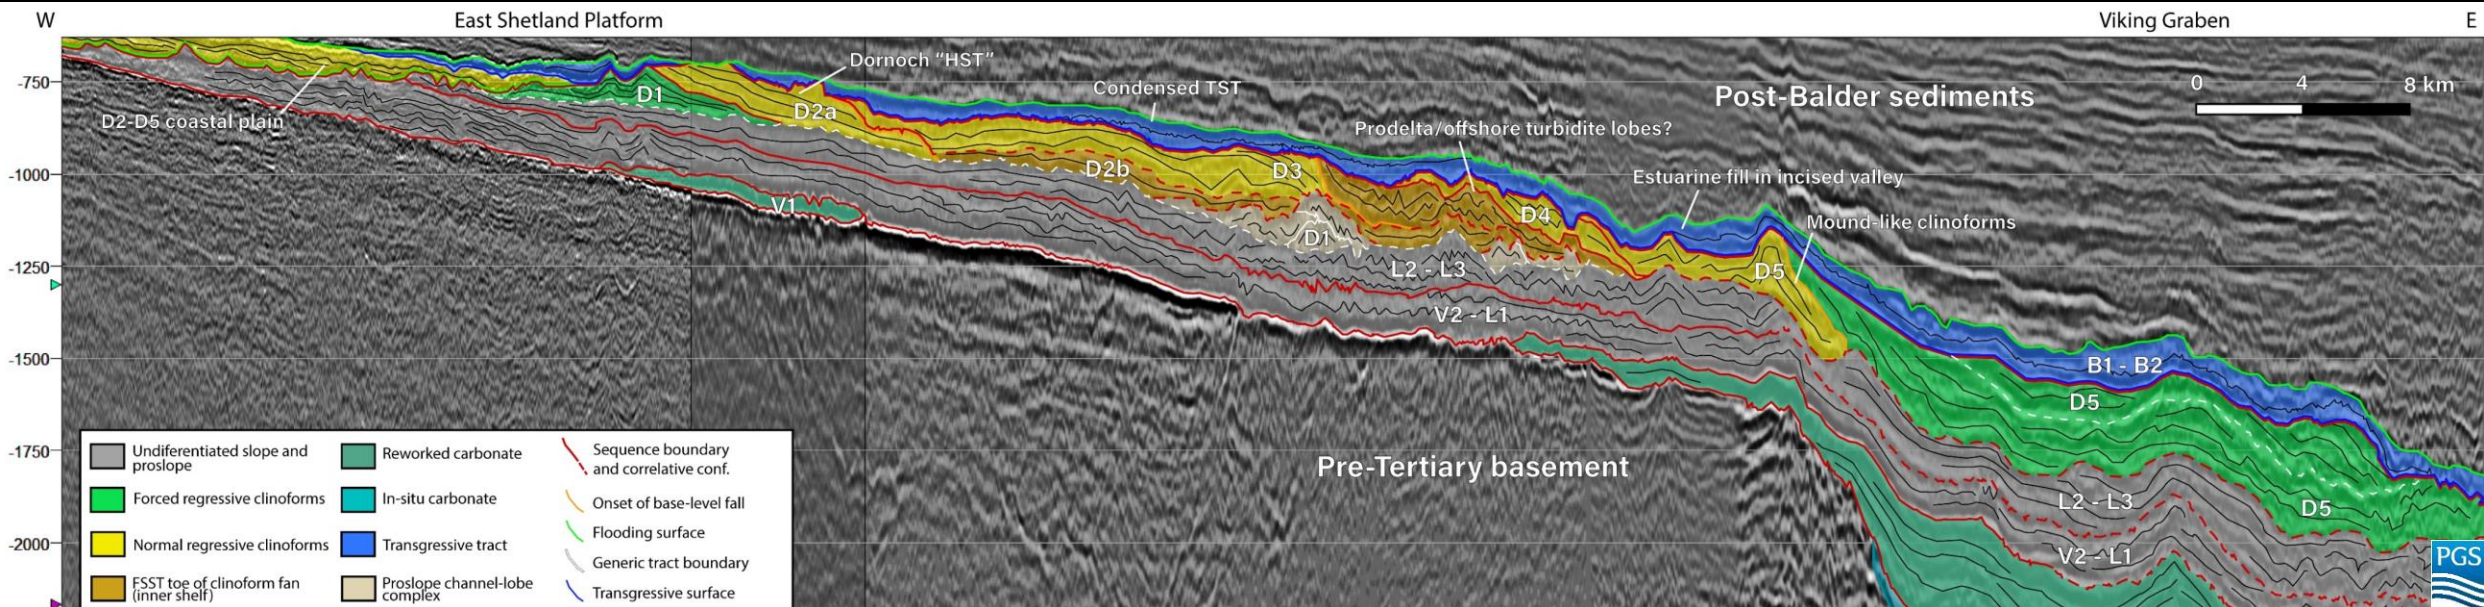 W
East Shetland Platform
Viking Graben
E
Dornoch “HST”
Condensed TST
Post-Balder sediments
0 4 8 km
-750
D1
D2a
D2-D5 coastal plain
Prodelta/offshore turbidite lobes?
-1000
D2b
D3
Estuarine fill in incised valley
V1
D4
Mound-like clinoforms
D1
-1250
L2 - L3
D5
V2 - L1
-1500
B1 - B2
D5
Pre-Tertiary basement
-1750
L2 - L3
D5
-2000
V2 - L1
Undiferentiated slope and
proslope
Forced regressive clinoforms
Normal regressive clinoforms
FSST toe of clinoform fan
(inner shelf)
Reworked carbonate
In-situ carbonate
Transgressive tract
Proslope channel-lobe
complex
Sequence boundary
and correlative conf.
Onset of base-level fall
Flooding surface
Generic tract boundary
Transgressive surface
PGS